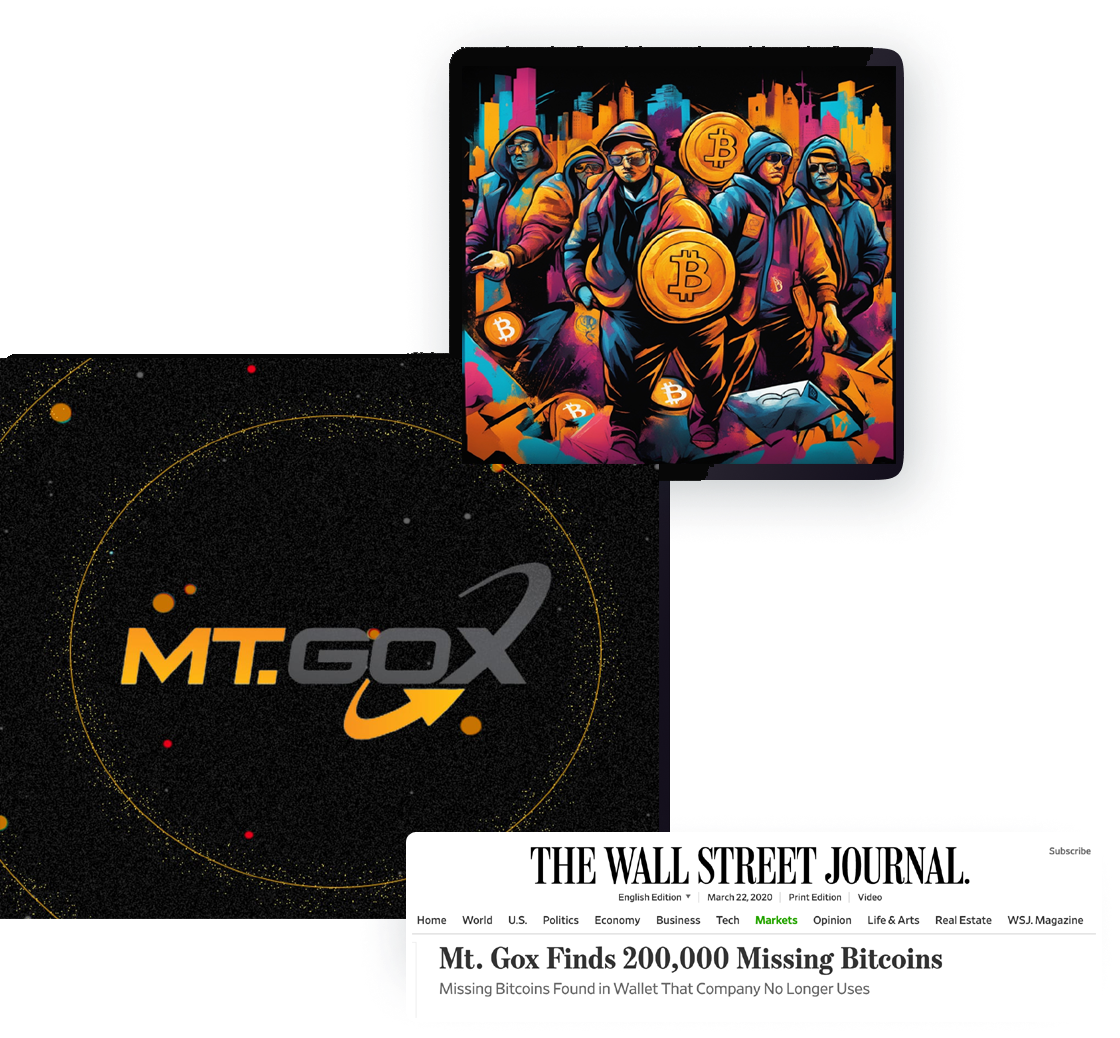 MT.GOX
THE WALL STREET JOURNAL.
Subscribe
English Edition ▼ | March 22, 2020 | Print Edition | Video
Home World U.S. Politics Economy Business Tech Markets Opinion Life & Arts Real Estate WSJ. Magazine
Mt. Gox Finds 200,000 Missing Bitcoins
Missing Bitcoins Found in Wallet That Company No Longer Uses